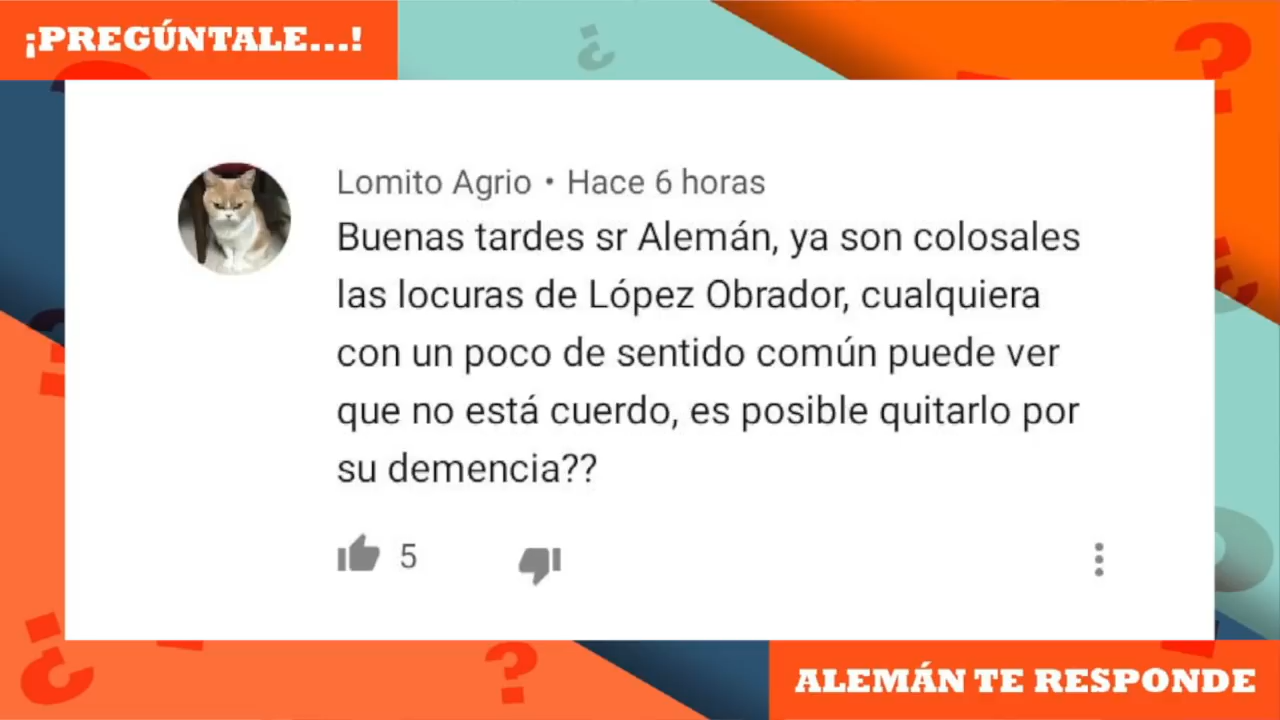 ¡PREGÚNTALE...!
Lomito Agrio • Hace 6 horas
Buenas tardes sr Alemán, ya son colosales
las locuras de López Obrador, cualquiera
con un poco de sentido común puede ver
que no está cuerdo, es posible quitarlo por
su demencia??
5
ALEMÁN TE RESPONDE